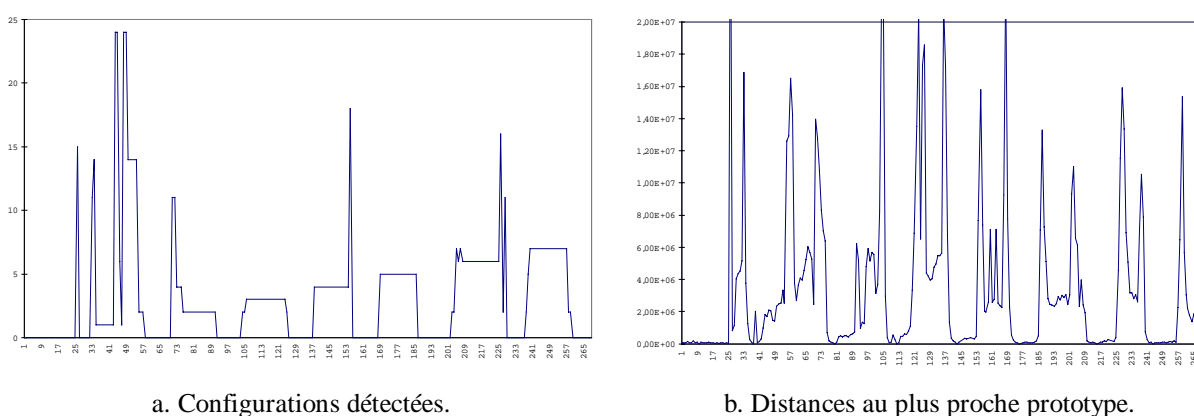 25
20
15
10
5
0
1 9 17 25 33 41 49 57 65 73 81 89 97 105 113 121 129 137 145 153 161 169 177 185 193 201 209 217 225 233 241 249 257 265
a. Configurations détectées.
2,00E+07
1,80E+07
1,60E+07
1,40E+07
1,20E+07
1,00E+07
8,00E+06
6,00E+06
4,00E+06
2,00E+06
0,00E+00
1 9 17 25 33 41 49 57 65 73 81 89 97 105 113 121 129 137 145 153 161 169 177 185 193 201 209 217 225 233 241 249 257 265
b. Distances au plus proche prototype.